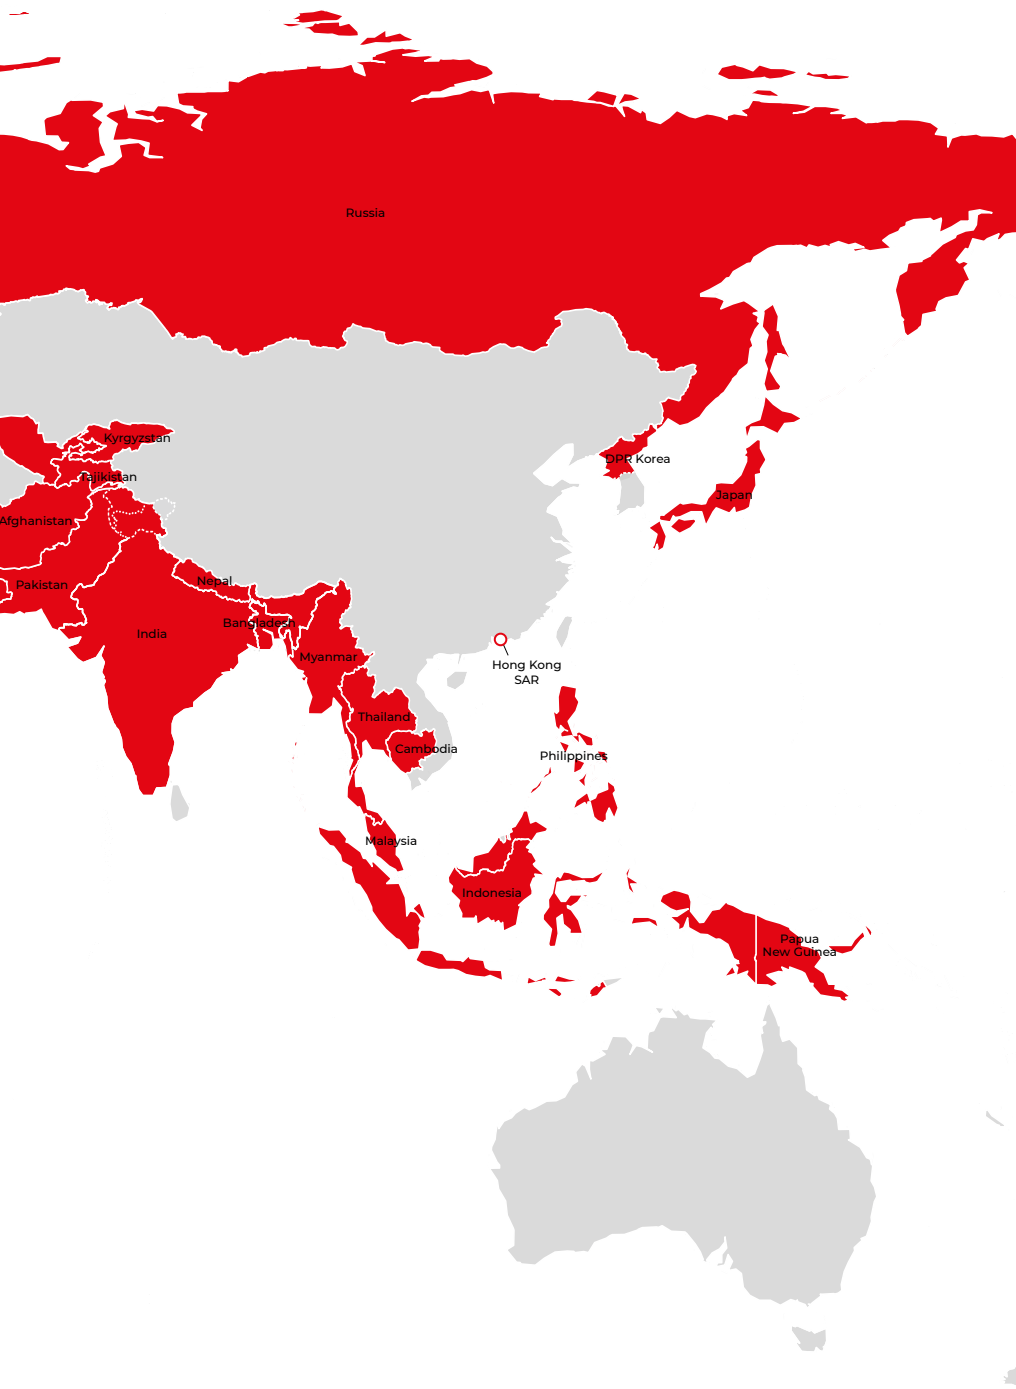 Russia
Kyrgyzstan
DPR Korea
Tajikistan
Japan
Afghanistan
Nepal
Pakistan
Bangladesh
India
Myanmar
Hong Kong
SAR
Thailand
Cambodia
Philippines
Malaysia
Indonesia
Papua
New Guinea